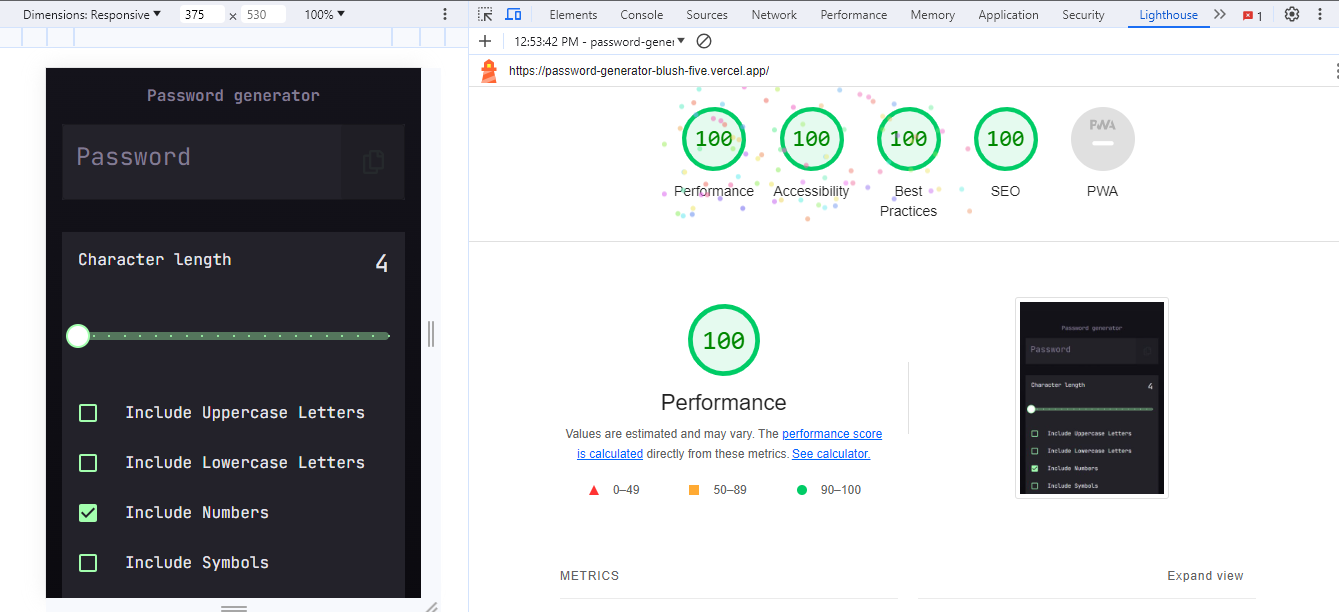 Dimensions: Responsive 375 × 530 100%
Elements Console Sources Network Performance Memory Application Security Lighthouse 1
12:53:42 PM - password-gener
https://password-generator-blush-five.vercel.app/
Password generator
Password
Character length 4
Include Uppercase Letters
Include Lowercase Letters
Include Numbers
Include Symbols
100 100 100 100 PWA
Performance Accessibility Best Practices SEO PWA
100
Performance
Values are estimated and may vary. The performance score
is calculated directly from these metrics. See calculator.
0–49 50–89 90–100
Password generator
Password
Character length 4
Include Uppercase Letters
Include Lowercase Letters
Include Numbers
Include Symbols
METRICS Expand view